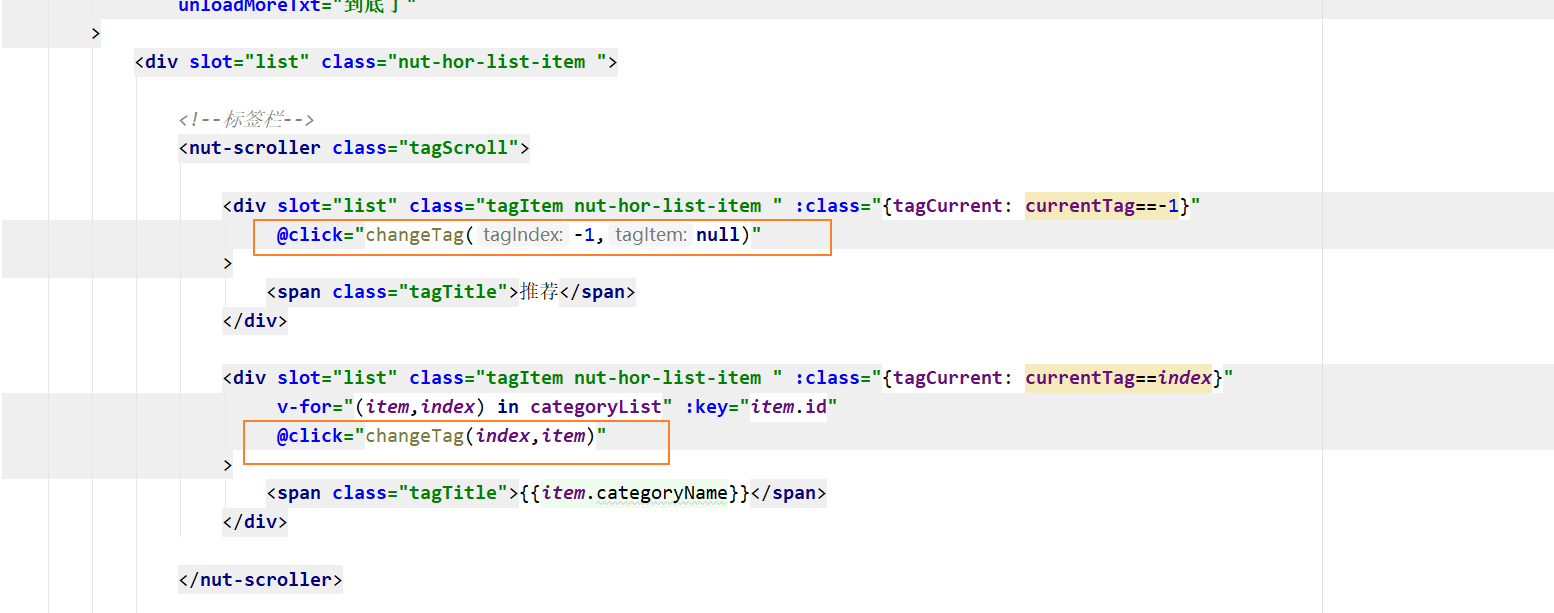 unloadMoreTxt="到底了"
>
<div slot="list" class="nut-hor-list-item ">
<!--标签栏-->
<nut-scroller class="tagScroll">
<div slot="list" class="tagItem nut-hor-list-item " :class="{tagCurrent: currentTag==-1}"
@click="changeTag( tagIndex: -1, tagItem: null)"
>
<span class="tagTitle">推荐</span>
</div>
<div slot="list" class="tagItem nut-hor-list-item " :class="{tagCurrent: currentTag==index}"
v-for="(item,index) in categoryList" :key="item.id"
@click="changeTag(index,item)"
>
<span class="tagTitle">{{item.categoryName}}</span>
</div>
</nut-scroller>